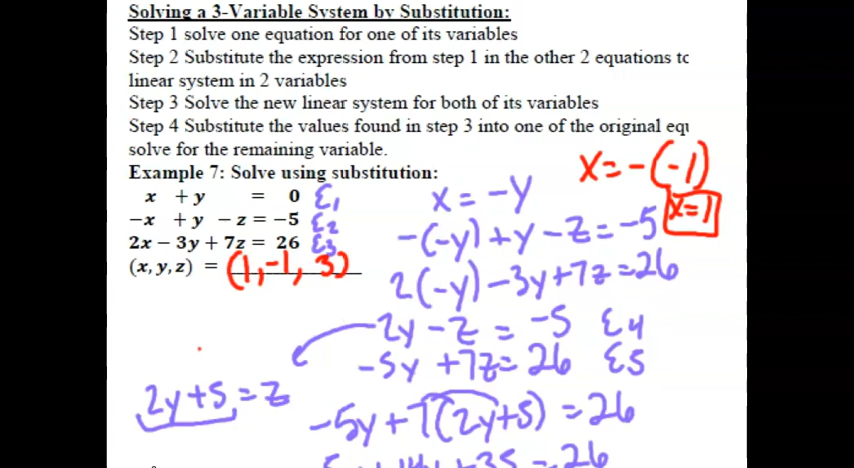 Solving a 3-Variable System by Substitution:
Step 1 solve one equation for one of its variables
Step 2 Substitute the expression from step 1 in the other 2 equations to
linear system in 2 variables
Step 3 Solve the new linear system for both of its variables
Step 4 Substitute the values found in step 3 into one of the original equ
solve for the remaining variable.
Example 7: Solve using substitution:
x + y = 0 E1
-x + y - z = -5 E2
2x - 3y + 7z = 26 E3
(x, y, z) = (1, -1, 3)
x = -(-1)
x = 1
x = -y
-(-y) + y - z = -5
2(-y) - 3y + 7z = 26
2y - z = -5 E4
-5y + 7z = 26 E5
2y + 5 = z
-5y + 7(2y + 5) = 26